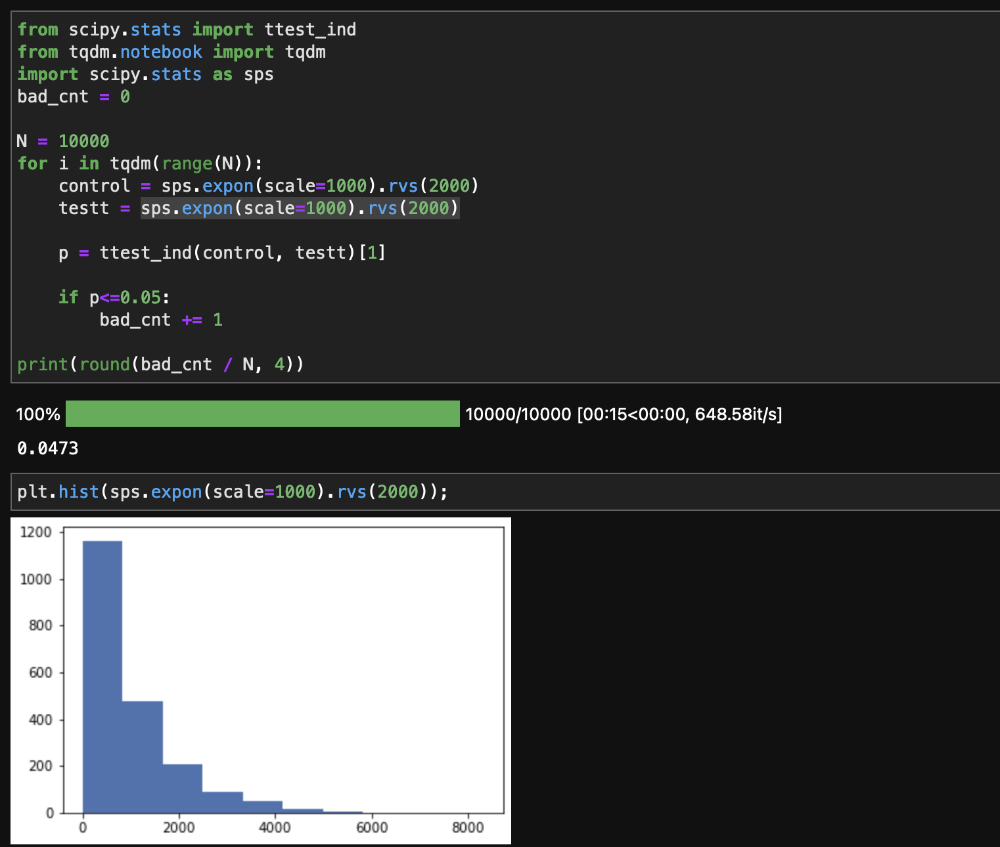 from scipy.stats import ttest_ind
from tqdm.notebook import tqdm
import scipy.stats as sps
bad_cnt = 0
N = 10000
for i in tqdm(range(N)):
    control = sps.expon(scale=1000).rvs(2000)
    testt = sps.expon(scale=1000).rvs(2000)
    p = ttest_ind(control, testt)[1]
    if p<=0.05:
        bad_cnt += 1
print(round(bad_cnt / N, 4))
100% 10000/10000 [00:15<00:00, 648.58it/s]
0.0473
plt.hist(sps.expon(scale=1000).rvs(2000));
1200
1000
800
600
400
200
0
0 2000 4000 6000 8000